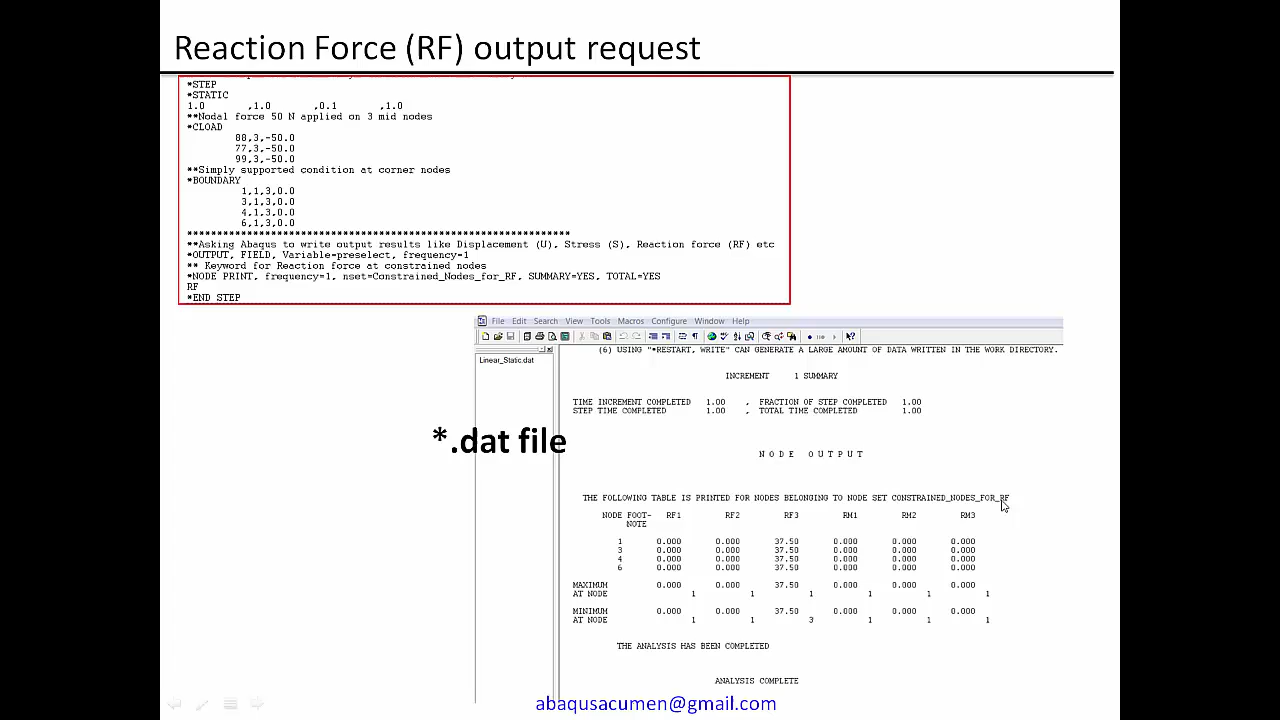 Reaction Force (RF) output request
*STEP
*STATIC
1.0 ,1.0 ,0.1 ,1.0
**Nodal force 50 N applied on 3 mid nodes
*CLOAD
88,3,-50.0
77,3,-50.0
99,3,-50.0
**Simply supported condition at corner nodes
*BOUNDARY
1,1,3,0.0
3,1,3,0.0
4,1,3,0.0
6,1,3,0.0
****************************************************************
**Asking Abaqus to write output results like Displacement (U), Stress (S), Reaction force (RF) etc
*OUTPUT, FIELD, Variable=preselect, frequency=1
** Keyword for Reaction force at constrained nodes
*NODE PRINT, frequency=1, nset=Constrained_Nodes_for_RF, SUMMARY=YES, TOTAL=YES
RF
*END STEP
File Edit Search View Tools Macros Configure Window Help
Linear_Static.dat
(6) USING "*RESTART, WRITE" CAN GENERATE A LARGE AMOUNT OF DATA WRITTEN IN THE WORK DIRECTORY.
INCREMENT 1 SUMMARY
TIME INCREMENT COMPLETED 1.00 , FRACTION OF STEP COMPLETED 1.00
STEP TIME COMPLETED 1.00 , TOTAL TIME COMPLETED 1.00
*.dat file
N O D E O U T P U T
THE FOLLOWING TABLE IS PRINTED FOR NODES BELONGING TO NODE SET CONSTRAINED_NODES_FOR_RF
NODE FOOT- RF1 RF2 RF3 RM1 RM2 RM3
NOTE
1 0.000 0.000 37.50 0.000 0.000 0.000
3 0.000 0.000 37.50 0.000 0.000 0.000
4 0.000 0.000 37.50 0.000 0.000 0.000
6 0.000 0.000 37.50 0.000 0.000 0.000
MAXIMUM 0.000 0.000 37.50 0.000 0.000 0.000
AT NODE 1 1 1 1 1 1
MINIMUM 0.000 0.000 37.50 0.000 0.000 0.000
AT NODE 1 1 3 1 1 1
THE ANALYSIS HAS BEEN COMPLETED
ANALYSIS COMPLETE
abaqusacumen@gmail.com